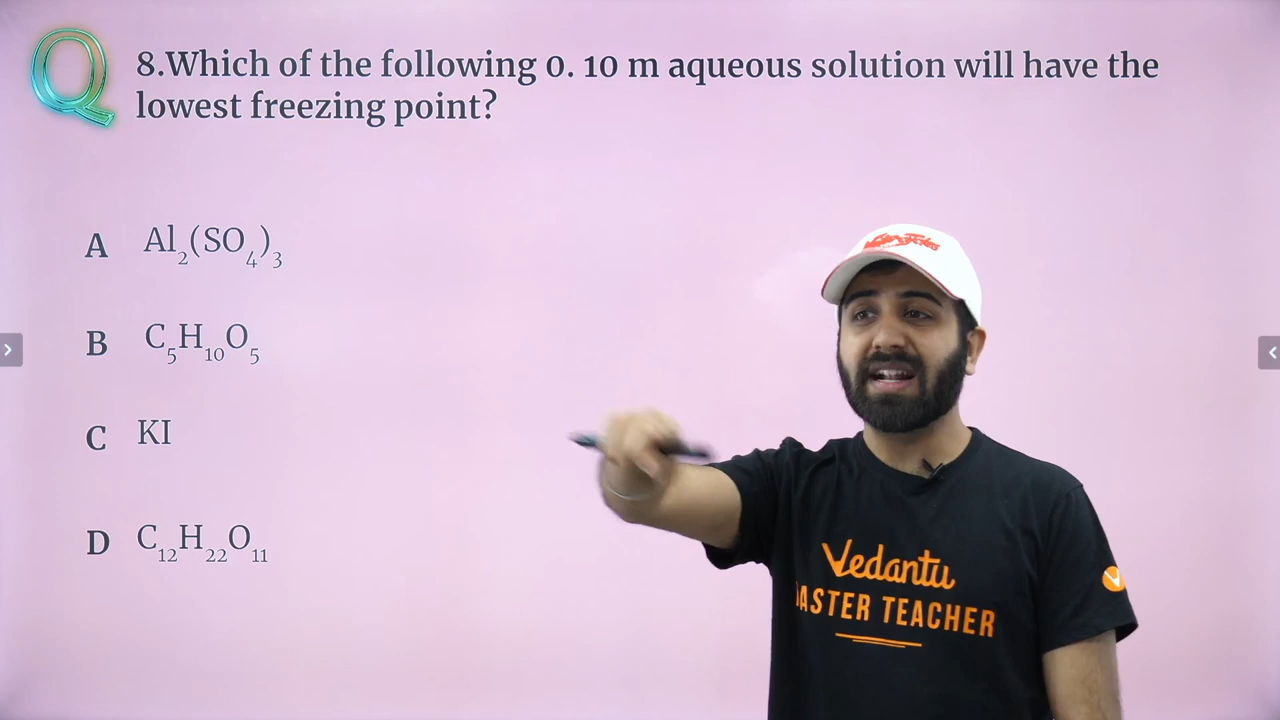 Q
8.Which of the following 0. 10 m aqueous solution will have the
lowest freezing point?
A Al₂(SO₄)₃
B C₅H₁₀O₅
C KI
D C₁₂H₂₂O₁₁
Vedantu
MASTER TEACHER
V